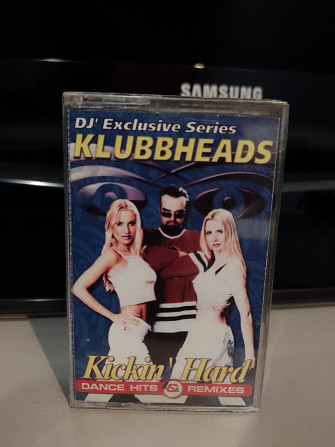 SAMSUNG
DJ' Exclusive Series
KLUBBHEADS
Kickin' Hard
DANCE HITS & REMIXES